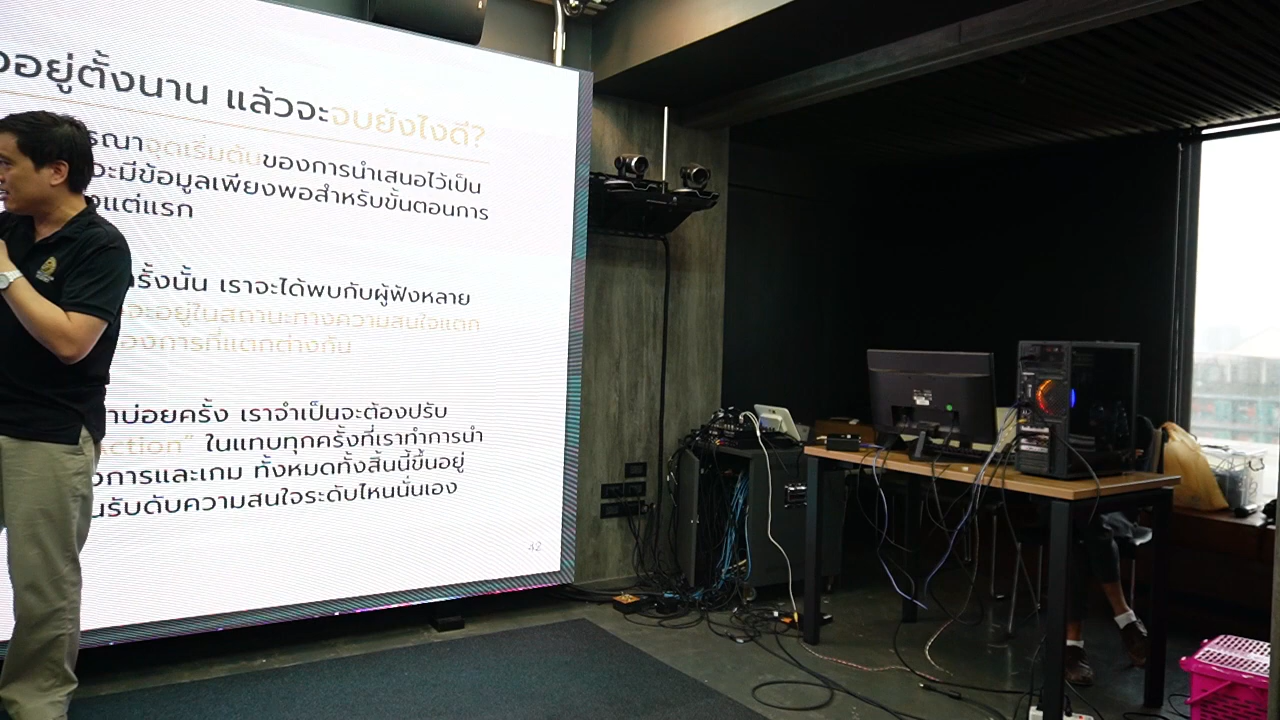 อยู่ตั้งนาน แล้วจะจบยังไงดี?
รณาจุดเริ่มต้นของการนำเสนอไว้เป็น
จะมีข้อมูลเพียงพอสำหรับขั้นตอนการ
แต่แรก
ครั้งนั้น เราจะได้พบกับผู้ฟังหลาย
จะอยู่ในสถานะทางความสนใจแตก
องการที่แตกต่างกัน
บ่อยครั้ง เราจำเป็นจะต้องปรับ
ction” ในแทบทุกครั้งที่เราทำการนำ
งการและเกม ทั้งหมดทั้งสิ้นนี้ขึ้นอยู่
รับดับความสนใจระดับไหนนั่นเอง
42